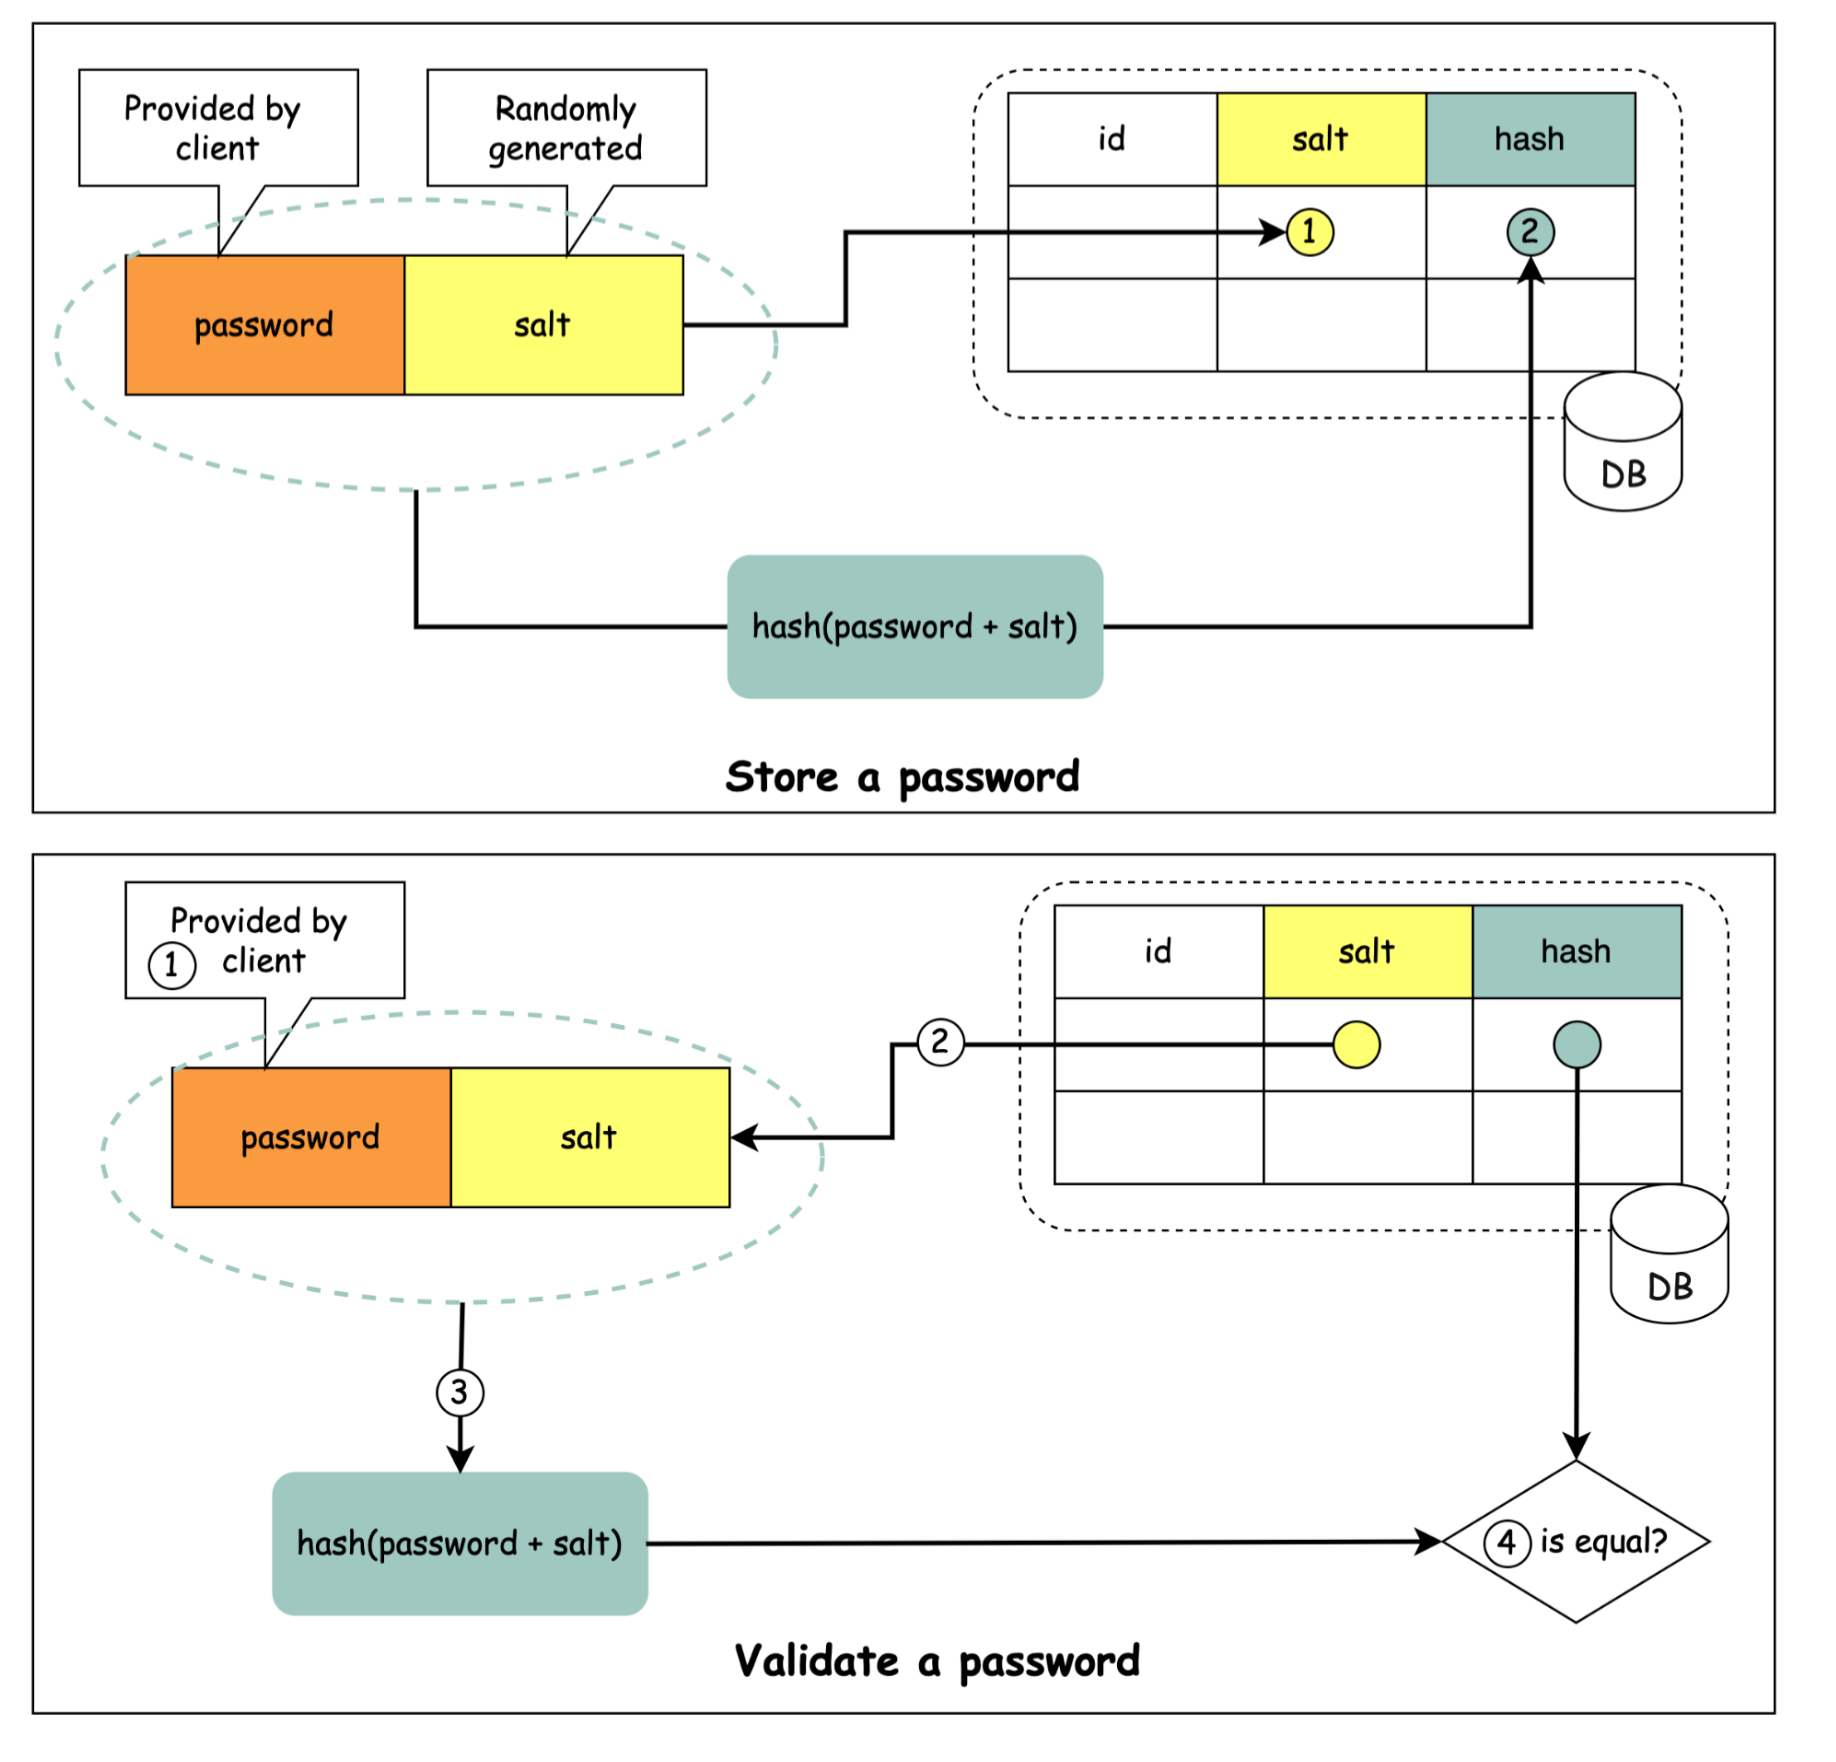 Provided by
client
Randomly
generated
id
salt
hash
1
2
password
salt
DB
hash(password + salt)
Store a password
Provided by
1 client
id
salt
hash
2
password
salt
DB
3
hash(password + salt)
4 is equal?
Validate a password